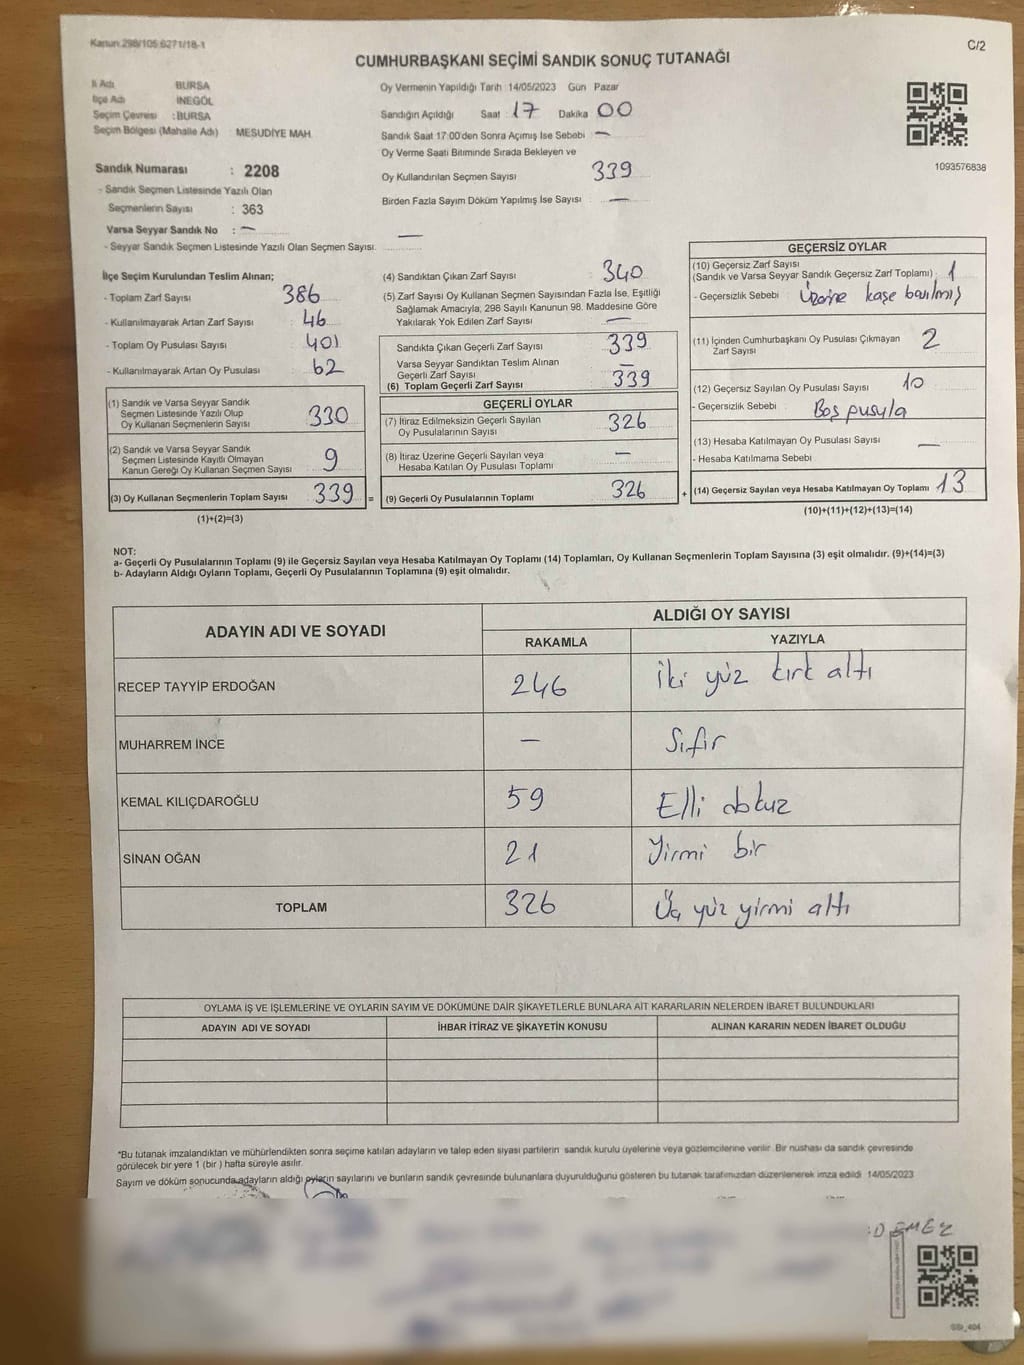 Kanun 298/105 6271/18-1
C/2
CUMHURBAŞKANI SEÇİMİ SANDIK SONUÇ TUTANAĞI
İl Adı BURSA
İlçe Adı İNEGÖL
Seçim Çevresi : BURSA
Seçim Bölgesi (Mahalle Adı) : MESUDİYE MAH.
Sandık Numarası : 2208
- Sandık Seçmen Listesinde Yazılı Olan
Seçmenlerin Sayısı : 363
Varsa Seyyar Sandık No : —
- Seyyar Sandık Seçmen Listesinde Yazılı Olan Seçmen Sayısı. —
Oy Vermenin Yapıldığı Tarih 14/05/2023 Gün Pazar
Sandığın Açıldığı Saat 17 Dakika 00
Sandık Saat 17:00'den Sonra Açımış İse Sebebi —
Oy Verme Saati Bitiminde Sırada Bekleyen ve
Oy Kullandırılan Seçmen Sayısı 339
Birden Fazla Sayım Döküm Yapılmış İse Sayısı —
1093576838
İlçe Seçim Kurulundan Teslim Alınan;
- Toplam Zarf Sayısı 386
- Kullanılmayarak Artan Zarf Sayısı 46
- Toplam Oy Pusulası Sayısı 401
- Kullanılmayarak Artan Oy Pusulası 62
(1) Sandık ve Varsa Seyyar Sandık
Seçmen Listesinde Yazılı Olup
Oy Kullanan Seçmenlerin Sayısı 330
(2) Sandık ve Varsa Seyyar Sandık
Seçmen Listesinde Kayıtlı Olmayan
Kanun Gereği Oy Kullanan Seçmen Sayısı 9
(3) Oy Kullanan Seçmenlerin Toplam Sayısı 339 =
(1)+(2)=(3)
(4) Sandıktan Çıkan Zarf Sayısı 340
(5) Zarf Sayısı Oy Kullanan Seçmen Sayısından Fazla İse, Eşitliği
Sağlamak Amacıyla, 298 Sayılı Kanunun 98. Maddesine Göre
Yakılarak Yok Edilen Zarf Sayısı —
Sandıkta Çıkan Geçerli Zarf Sayısı 339
Varsa Seyyar Sandıktan Teslim Alınan
Geçerli Zarf Sayısı —
(6) Toplam Geçerli Zarf Sayısı 339
GEÇERLİ OYLAR
(7) İtiraz Edilmeksizin Geçerli Sayılan
Oy Pusulalarının Sayısı 326
(8) İtiraz Üzerine Geçerli Sayılan veya
Hesaba Katılan Oy Pusulası Toplamı —
(9) Geçerli Oy Pusulalarının Toplamı 326 +
GEÇERSİZ OYLAR
(10) Geçersiz Zarf Sayısı
(Sandık ve Varsa Seyyar Sandık Geçersiz Zarf Toplamı) 1
- Geçersizlik Sebebi Üzerine kaşe basılmış
(11) İçinden Cumhurbaşkanı Oy Pusulası Çıkmayan
Zarf Sayısı 2
(12) Geçersiz Sayılan Oy Pusulası Sayısı 10
- Geçersizlik Sebebi : Boş pusula
(13) Hesaba Katılmayan Oy Pusulası Sayısı —
- Hesaba Katılmama Sebebi
(14) Geçersiz Sayılan veya Hesaba Katılmayan Oy Toplamı 13
(10)+(11)+(12)+(13)=(14)
NOT:
a- Geçerli Oy Pusulalarının Toplamı (9) ile Geçersiz Sayılan veya Hesaba Katılmayan Oy Toplamı (14) Toplamları, Oy Kullanan Seçmenlerin Toplam Sayısına (3) eşit olmalıdır. (9)+(14)=(3)
b- Adayların Aldığı Oyların Toplamı, Geçerli Oy Pusulalarının Toplamına (9) eşit olmalıdır.
ADAYIN ADI VE SOYADI
ALDIĞI OY SAYISI
RAKAMLA YAZIYLA
RECEP TAYYİP ERDOĞAN 246 iki yüz kırk altı
MUHARREM İNCE — Sıfır
KEMAL KILIÇDAROĞLU 59 Elli dokuz
SİNAN OĞAN 21 Yirmi bir
TOPLAM 326 Üç yüz yirmi altı
OYLAMA İŞ VE İŞLEMLERİNE VE OYLARIN SAYIM VE DÖKÜMÜNE DAİR ŞİKAYETLERLE BUNLARA AİT KARARLARIN NELERDEN İBARET BULUNDUKLARI
ADAYIN ADI VE SOYADI İHBAR İTİRAZ VE ŞİKAYETİN KONUSU ALINAN KARARIN NEDEN İBARET OLDUĞU
*Bu tutanak imzalandıktan ve mühürlendikten sonra seçime katılan adayların ve talep eden siyasi partilerin sandık kurulu üyelerine veya gözlemcilerine verilir. Bir nüshası da sandık çevresinde
görülecek bir yere 1 (bir ) hafta süreyle asılır.
Sayım ve döküm sonucunda adayların aldığı oyların sayılarını ve bunların sandık çevresinde bulunanlara duyurulduğunu gösteren bu tutanak tarafımızdan düzenlenerek imza edildi 14/05/2023